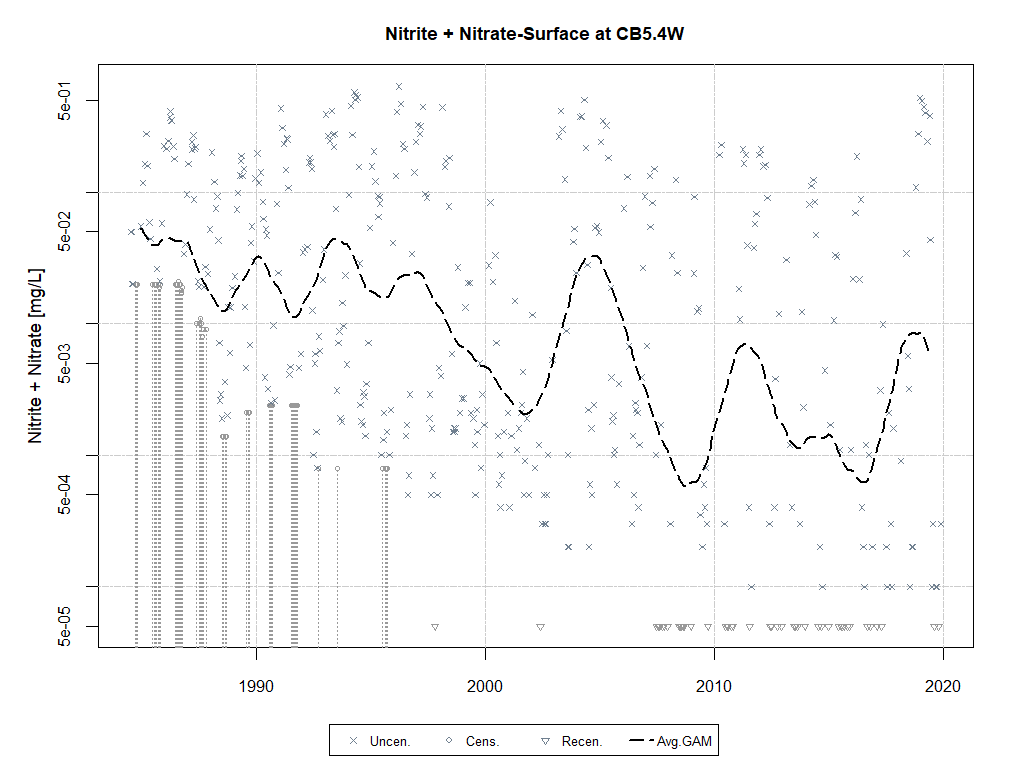 Nitrite + Nitrate-Surface at CB5.4W
Nitrite + Nitrate [mg/L]
5e-01
5e-02
5e-03
5e-04
5e-05
1990 2000 2010 2020
Uncen. Cens. Recen. Avg.GAM